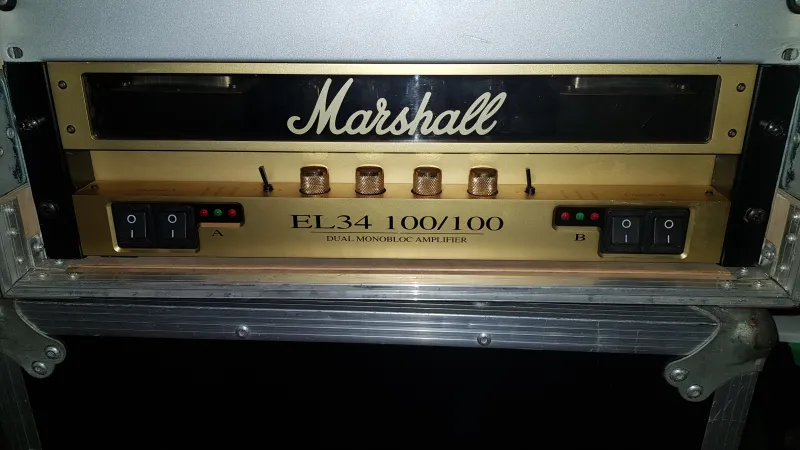 Marshall
EL34 100/100
DUAL MONOBLOC AMPLIFIER
A
B